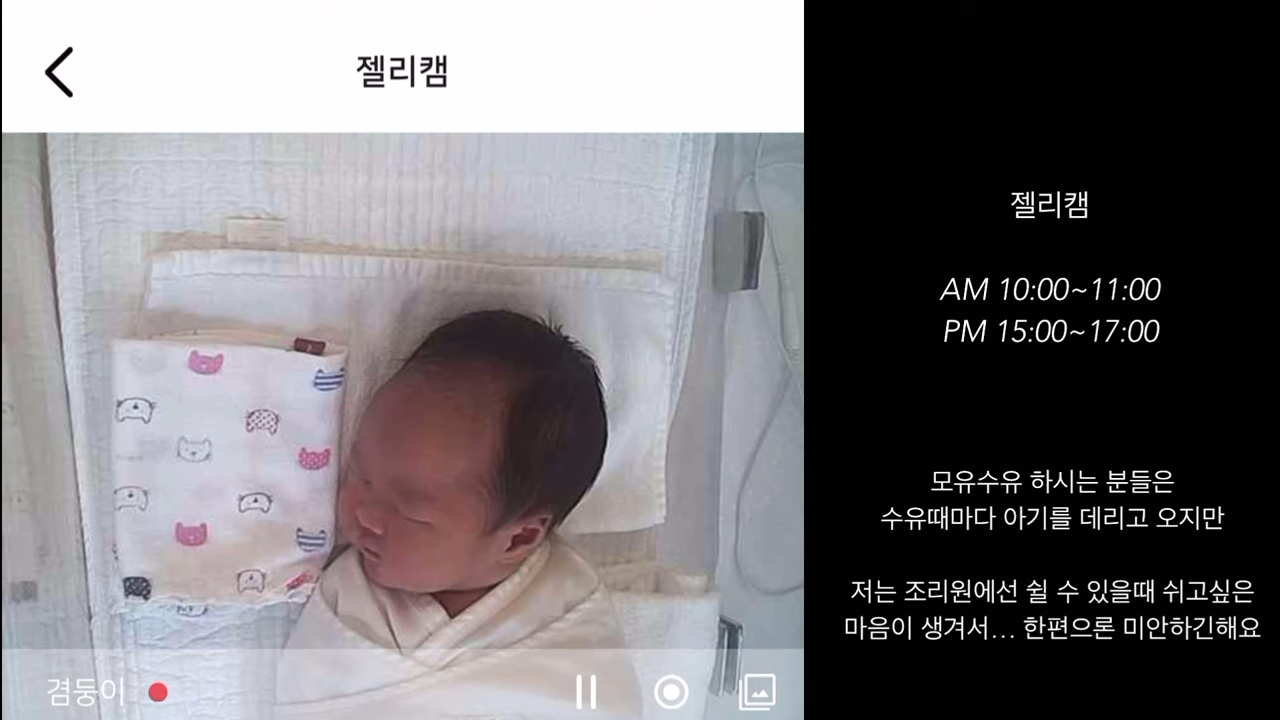 젤리캠
겸둥이
젤리캠
AM 10:00~11:00
PM 15:00~17:00
모유수유 하시는 분들은
수유때마다 아기를 데리고 오지만
저는 조리원에선 쉴 수 있을때 쉬고싶은
마음이 생겨서... 한편으론 미안하긴해요